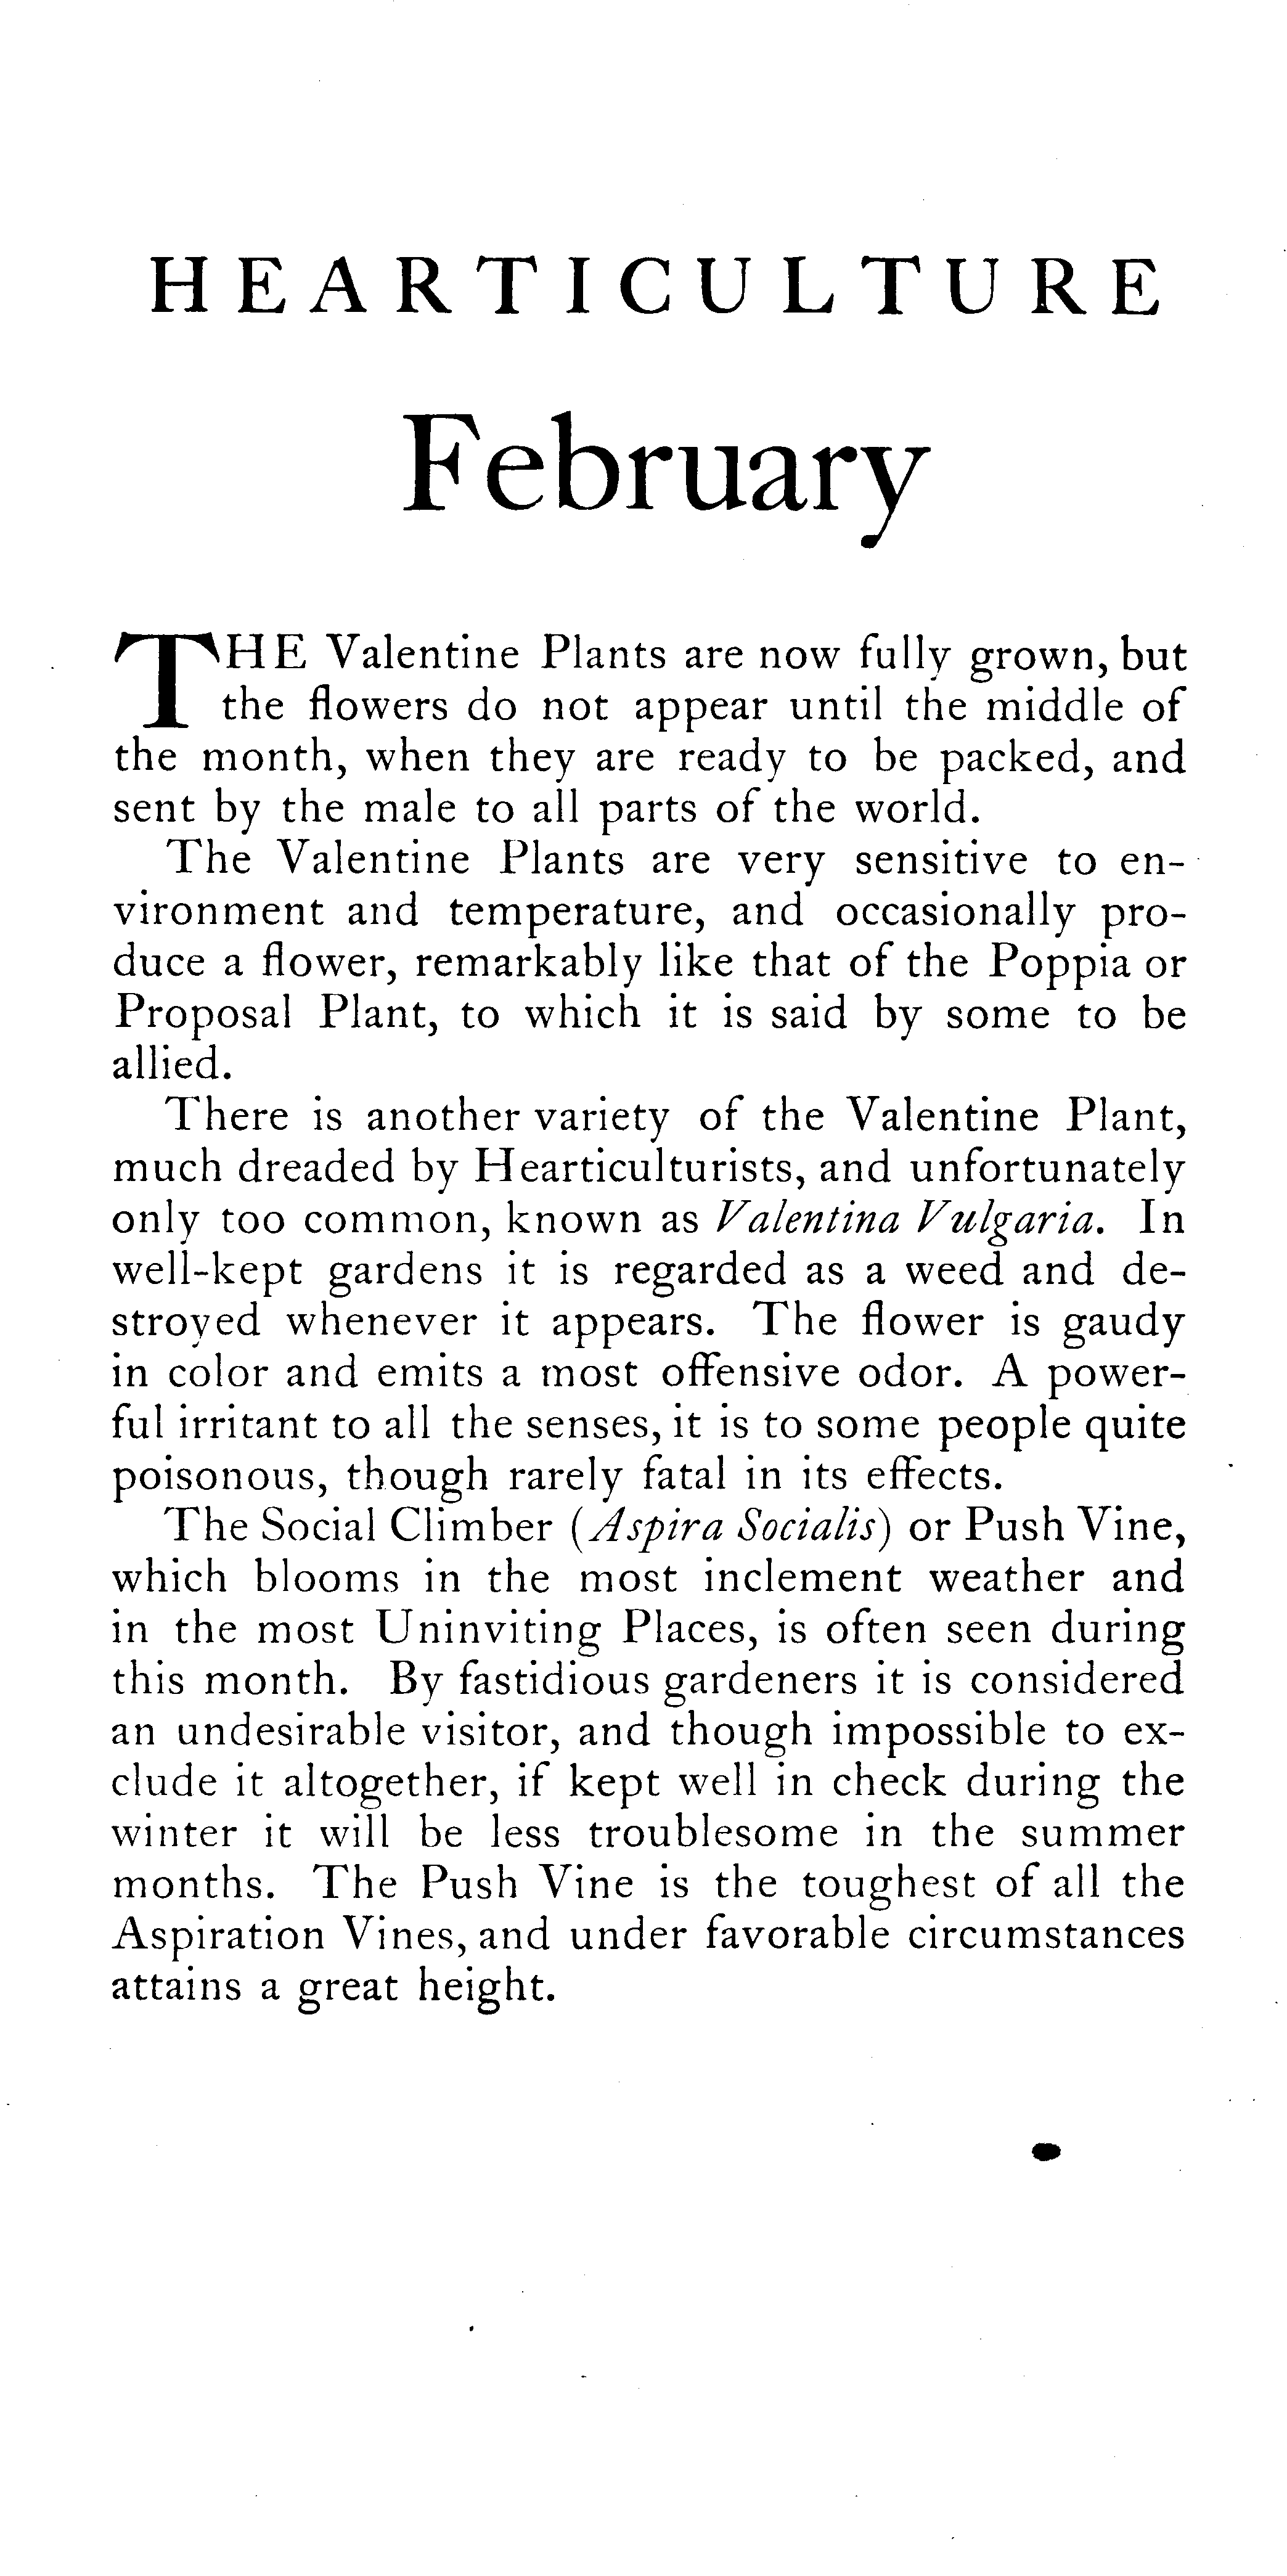 HEARTICULTURE
February
THE Valentine Plants are now fully grown, but
the flowers do not appear until the middle of
the month, when they are ready to be packed, and
sent by the male to all parts of the world.
The Valentine Plants are very sensitive to en-
vironment and temperature, and occasionally pro-
duce a flower, remarkably like that of the Poppia or
Proposal Plant, to which it is said by some to be
allied.
There is another variety of the Valentine Plant,
much dreaded by Hearticulturists, and unfortunately
only too common, known as Valentina Vulgaria. In
well-kept gardens it is regarded as a weed and de-
stroyed whenever it appears. The flower is gaudy
in color and emits a most offensive odor. A power-
ful irritant to all the senses, it is to some people quite
poisonous, though rarely fatal in its effects.
The Social Climber (Aspira Socialis) or Push Vine,
which blooms in the most inclement weather and
in the most Uninviting Places, is often seen during
this month. By fastidious gardeners it is considered
an undesirable visitor, and though impossible to ex-
clude it altogether, if kept well in check during the
winter it will be less troublesome in the summer
months. The Push Vine is the toughest of all the
Aspiration Vines, and under favorable circumstances
attains a great height.